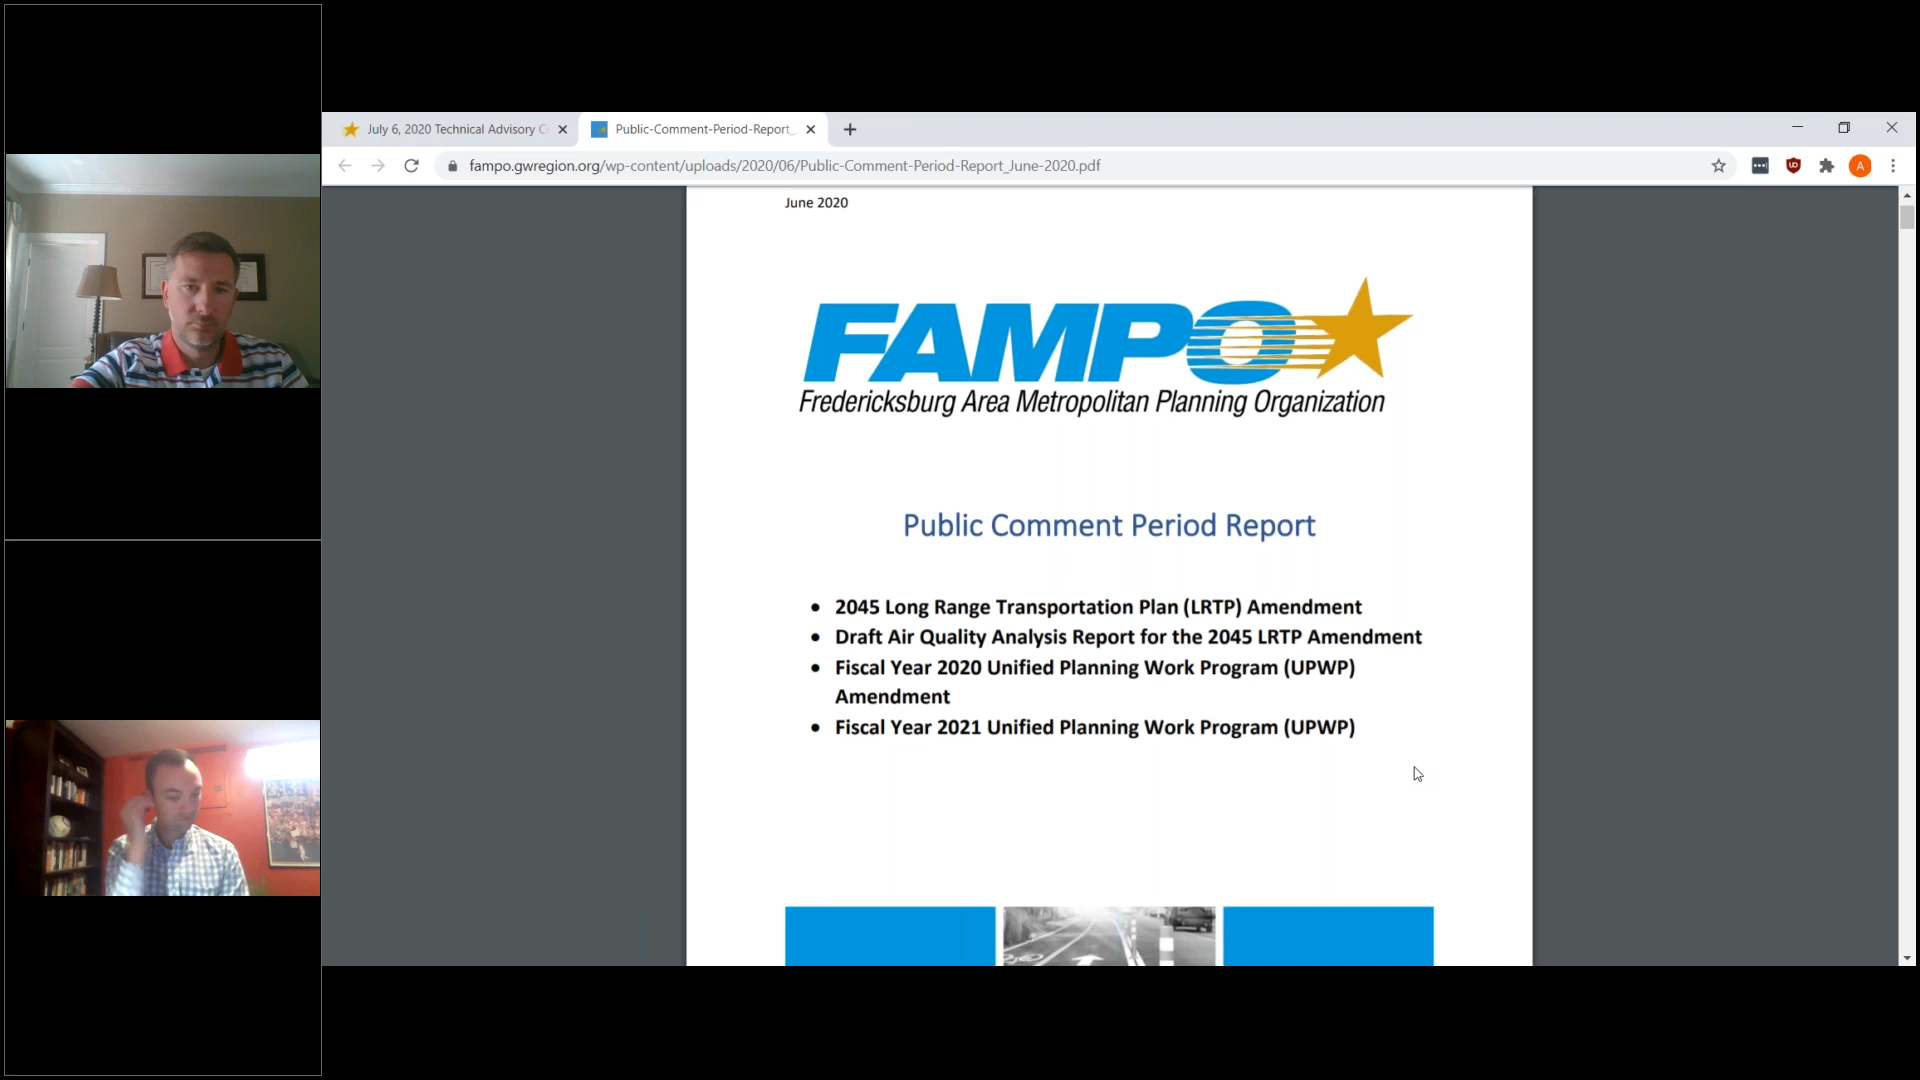 July 6, 2020 Technical Advisory C
Public-Comment-Period-Report_
fampo.gwregion.org/wp-content/uploads/2020/06/Public-Comment-Period-Report_June-2020.pdf
A
June 2020
FAMPO
Fredericksburg Area Metropolitan Planning Organization
Public Comment Period Report
• 2045 Long Range Transportation Plan (LRTP) Amendment
• Draft Air Quality Analysis Report for the 2045 LRTP Amendment
• Fiscal Year 2020 Unified Planning Work Program (UPWP)
Amendment
• Fiscal Year 2021 Unified Planning Work Program (UPWP)